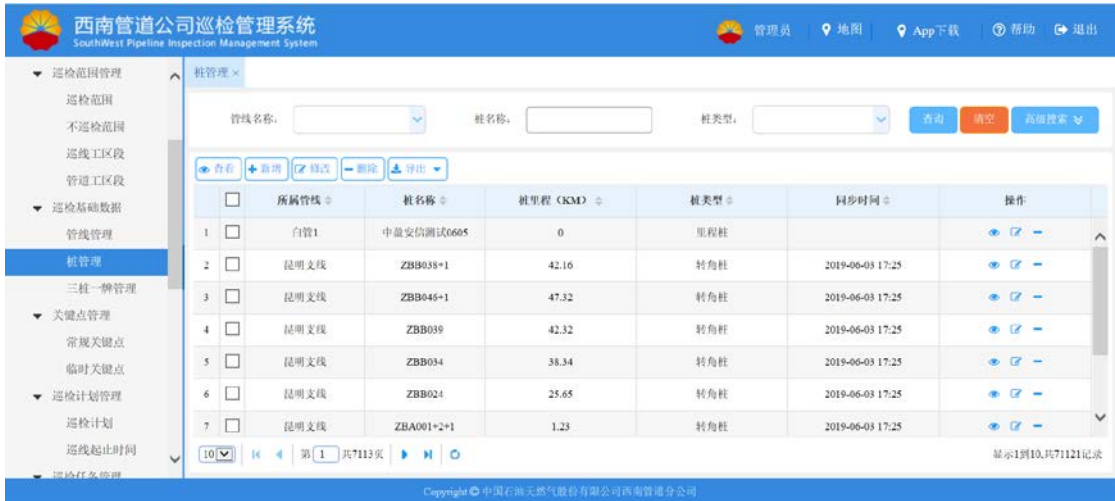 西南管道公司巡检管理系统
SouthWest Pipeline Inspection Management System
管理员 地图 App下载 帮助 退出
巡检范围管理
巡检范围
不巡检范围
巡线工区段
管道工区段
巡检基础数据
管线管理
桩管理
三桩一牌管理
关键点管理
常规关键点
临时关键点
巡检计划管理
巡检计划
巡线起止时间
巡检任务管理
桩管理 ×
管线名称: 桩名称: 桩类型: 查询 清空 高级搜索
查看 新增 修改 删除 导出
所属管线 桩名称 桩里程（KM） 桩类型 同步时间 操作
1 白管1 中盈安信测试0605 0 里程桩
2 昆明支线 ZBB038+1 42.16 转角桩 2019-06-03 17:25
3 昆明支线 ZBB046+1 47.32 转角桩 2019-06-03 17:25
4 昆明支线 ZBB039 42.32 转角桩 2019-06-03 17:25
5 昆明支线 ZBB034 38.34 转角桩 2019-06-03 17:25
6 昆明支线 ZBB024 25.65 转角桩 2019-06-03 17:25
7 昆明支线 ZBA001+2+1 1.23 转角桩 2019-06-03 17:25
10 第 1 共7113页 显示1到10,共71121记录
Copyright © 中国石油天然气股份有限公司西南管道分公司